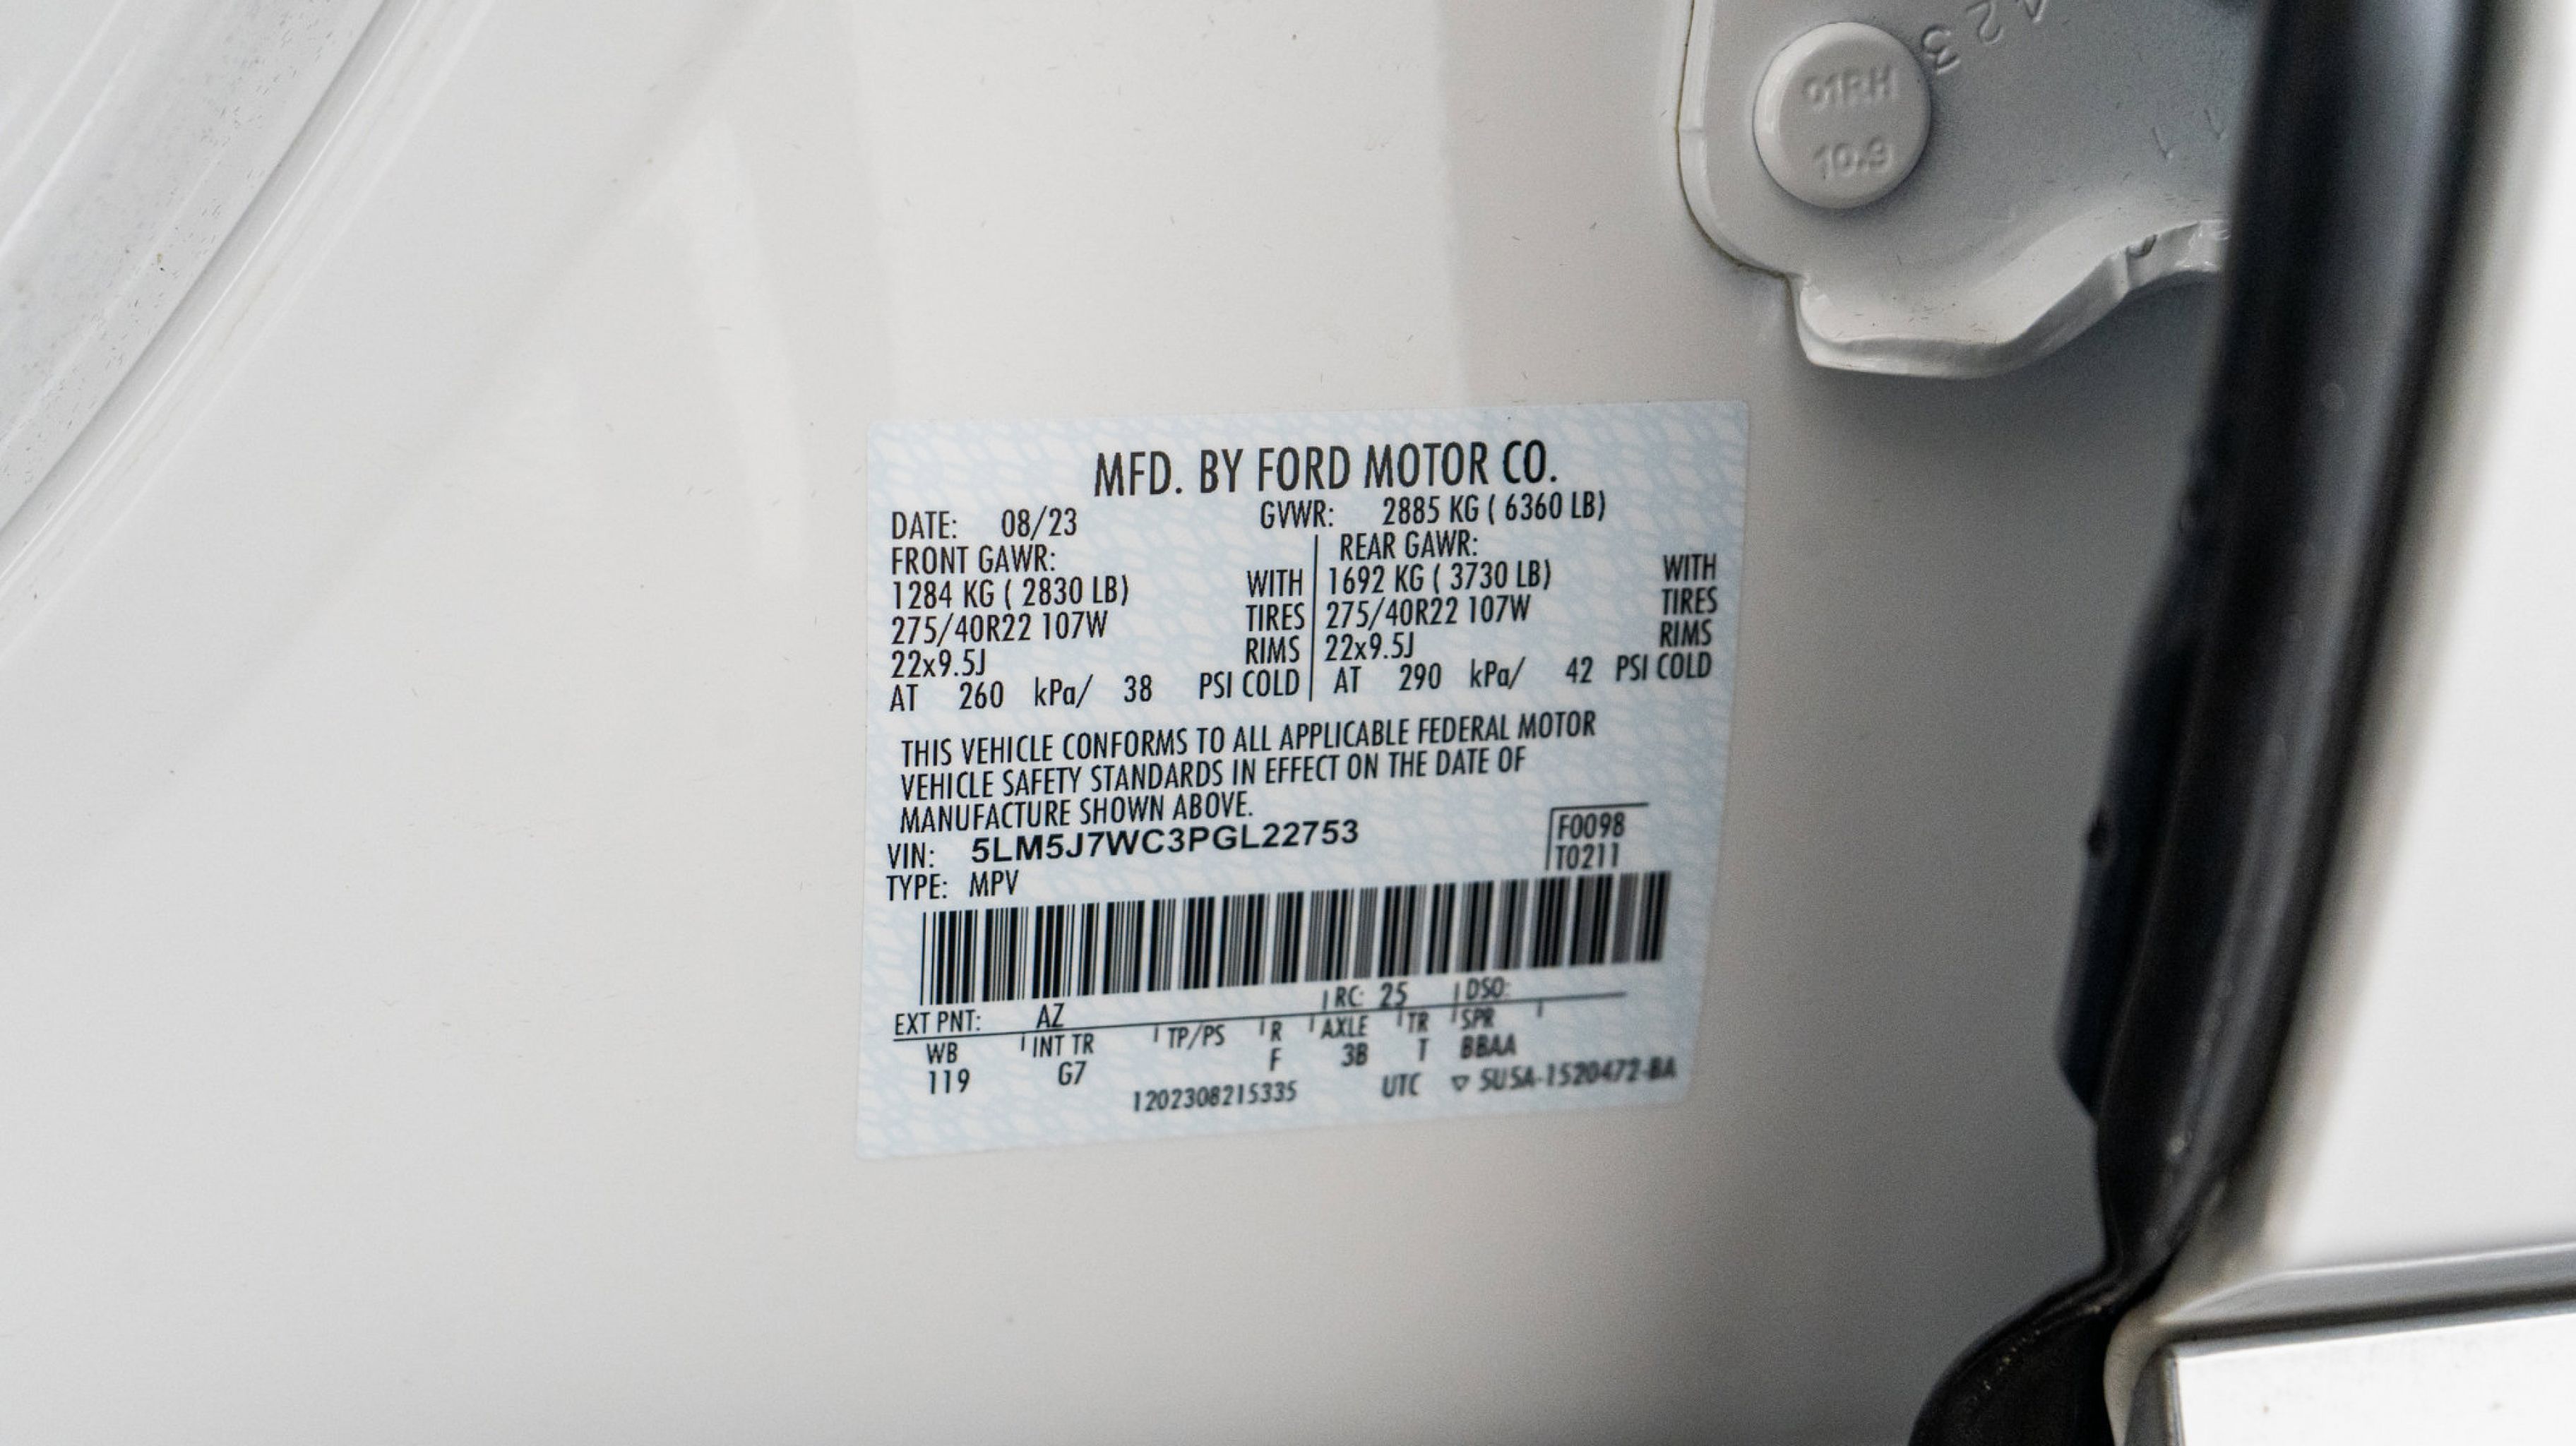 01RH
10.9
423
MFD. BY FORD MOTOR CO.
DATE: 08/23 GVWR: 2885 KG ( 6360 LB)
FRONT GAWR: REAR GAWR:
1284 KG ( 2830 LB) WITH 1692 KG ( 3730 LB) WITH
275/40R22 107W TIRES 275/40R22 107W TIRES
22x9.5J RIMS 22x9.5J RIMS
AT 260 kPa/ 38 PSI COLD AT 290 kPa/ 42 PSI COLD
THIS VEHICLE CONFORMS TO ALL APPLICABLE FEDERAL MOTOR
VEHICLE SAFETY STANDARDS IN EFFECT ON THE DATE OF
MANUFACTURE SHOWN ABOVE.
VIN: 5LM5J7WC3PGL22753 F0098
TYPE: MPV T0211
EXT PNT: AZ RC: 25 DSO:
WB INT TR TP/PS R AXLE TR SPR
119 G7 F 3B T BBAA
1202308215335 UTC ▽ 5U5A-1520472-BA